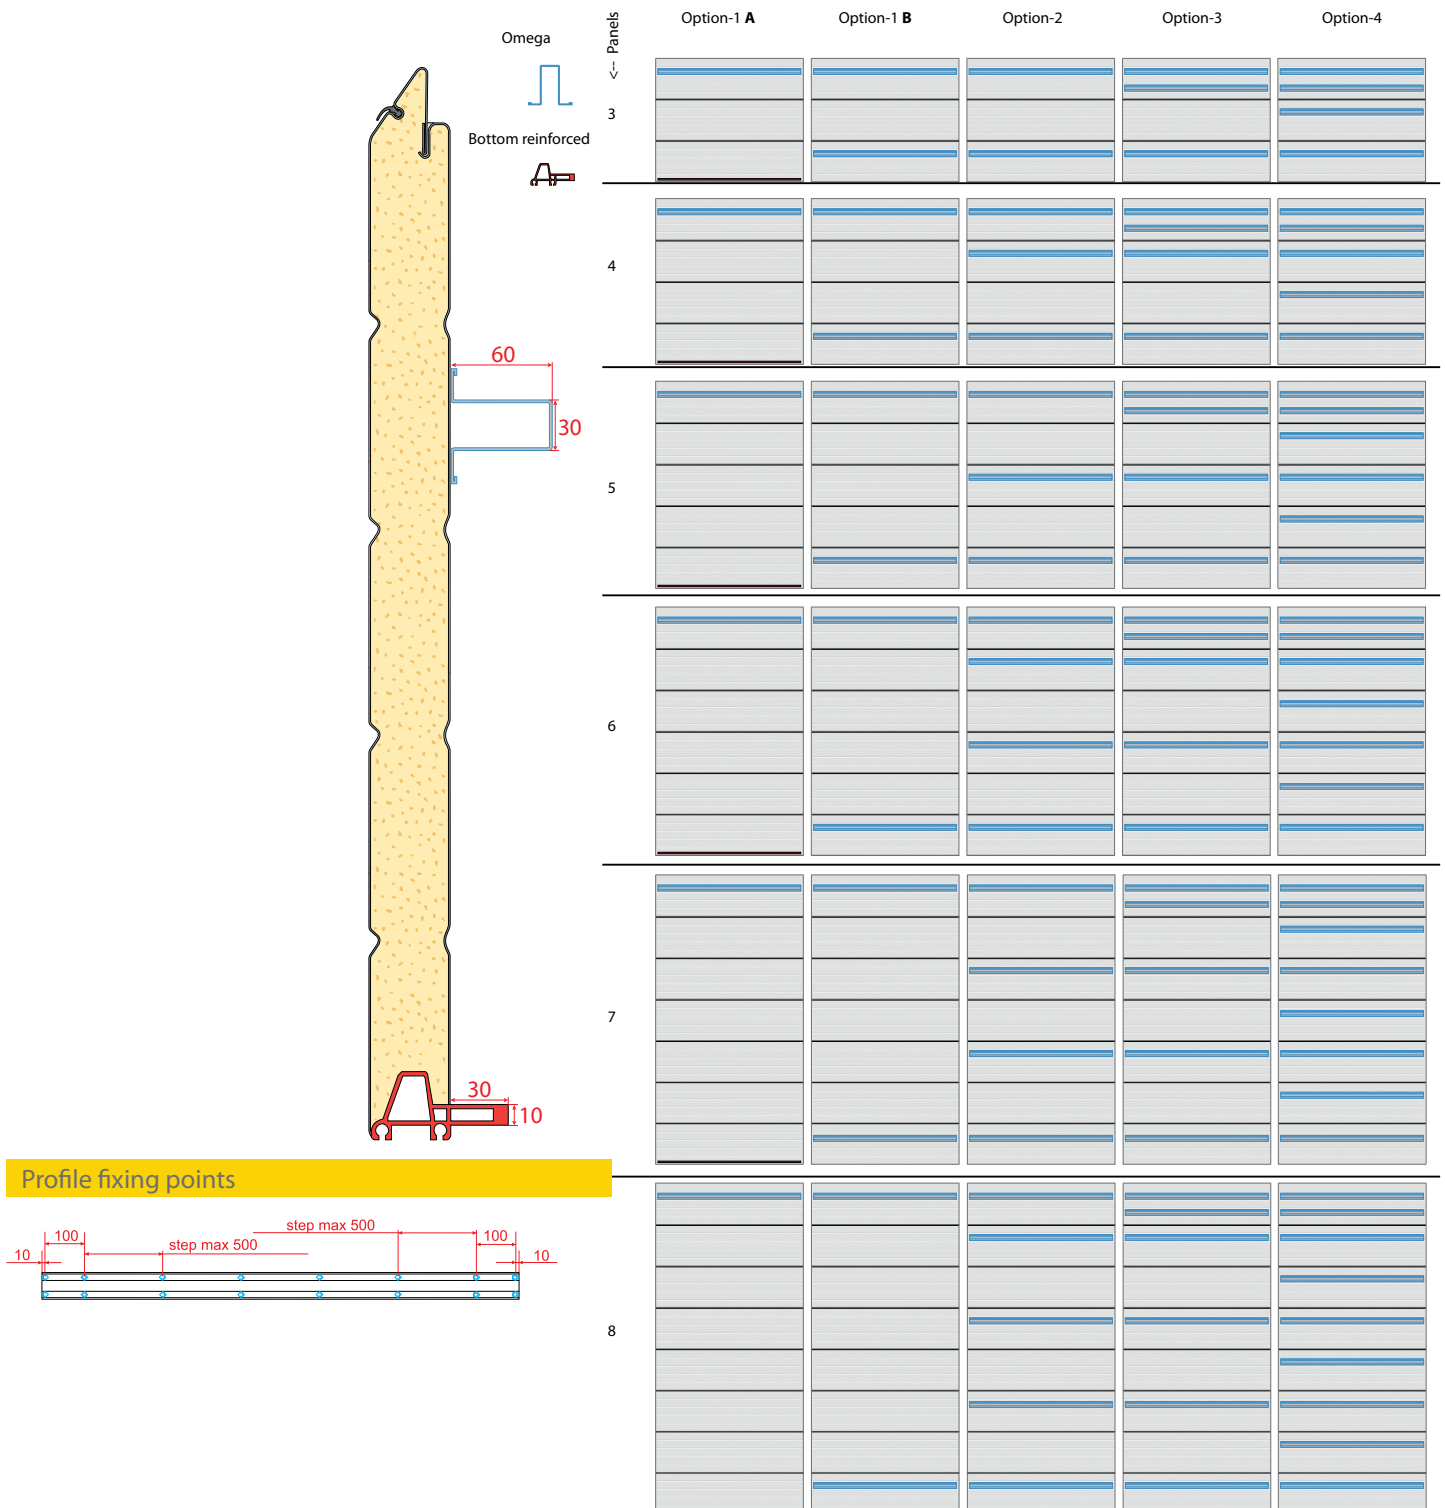 Omega
Bottom reinforced
60
30
30
10
Profile fixing points
step max 500
100
100
step max 500
10
10
<-- Panels
Option-1 A
Option-1 B
Option-2
Option-3
Option-4
3
4
5
6
7
8